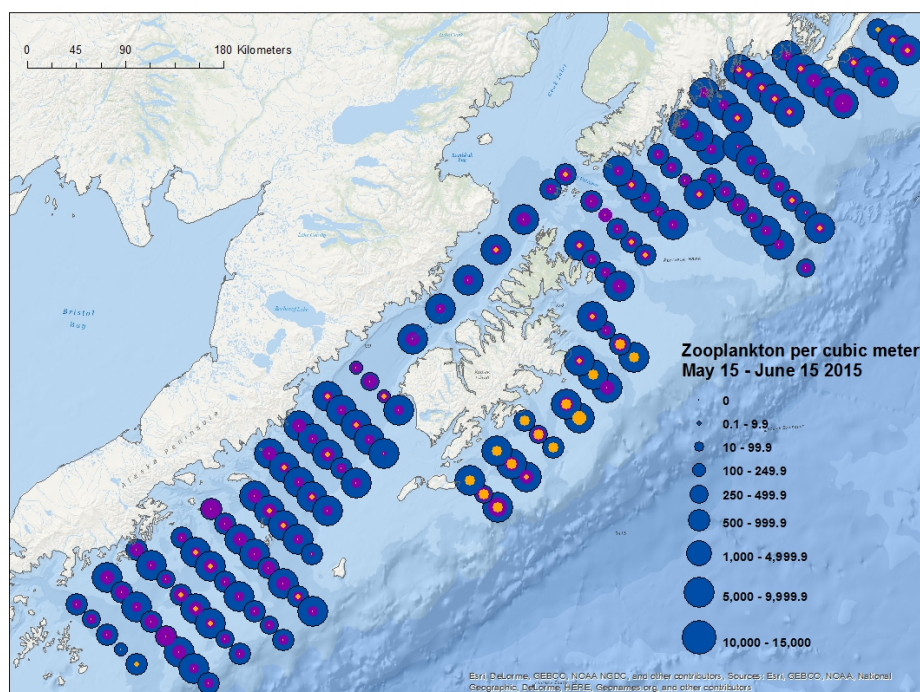 0 45 90 180 Kilometers
Cook Inlet
Bristol
Bay
Alaska Peninsula
Zooplankton per cubic meter
May 15 - June 15 2015
0
0.1 - 9.9
10 - 99.9
100 - 249.9
250 - 499.9
500 - 999.9
1,000 - 4,999.9
5,000 - 9,999.9
10,000 - 15,000
Esri, DeLorme, GEBCO, NOAA NGDC, and other contributors, Sources: Esri, GEBCO, NOAA, National
Geographic, DeLorme, HERE, Geonames.org, and other contributors